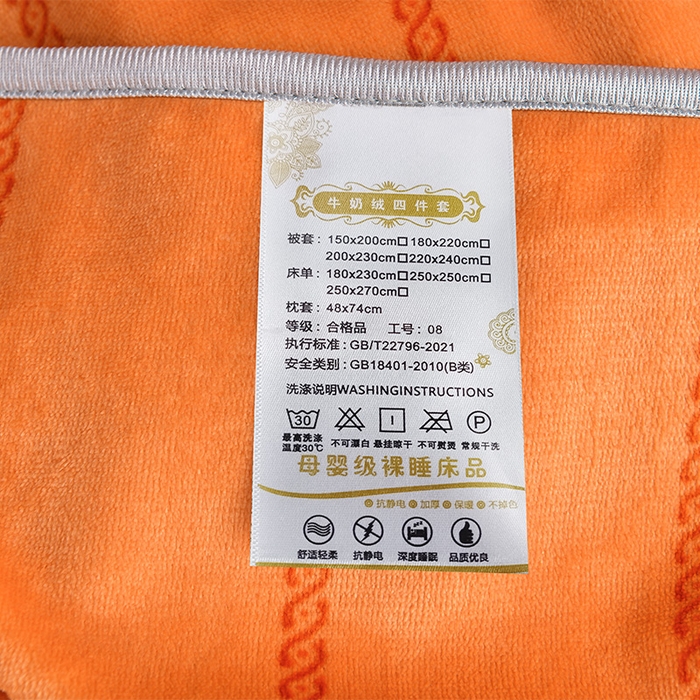 牛奶绒四件套
被套：150x200cm□ 180x220cm□
200x230cm□ 220x240cm□
床单：180x230cm□ 250x250cm□
250x270cm□
枕套：48x74cm
等级：合格品 工号：08
执行标准：GB/T22796-2021
安全类别：GB18401-2010(B类)
洗涤说明WASHINGINSTRUCTIONS
30 P
最高洗涤温度30℃ 不可漂白 悬挂晾干 不可熨烫 常规干洗
母婴级裸睡床品
抗静电 加厚 保暖 不掉色
舒适轻柔 抗静电 深度睡眠 品质优良